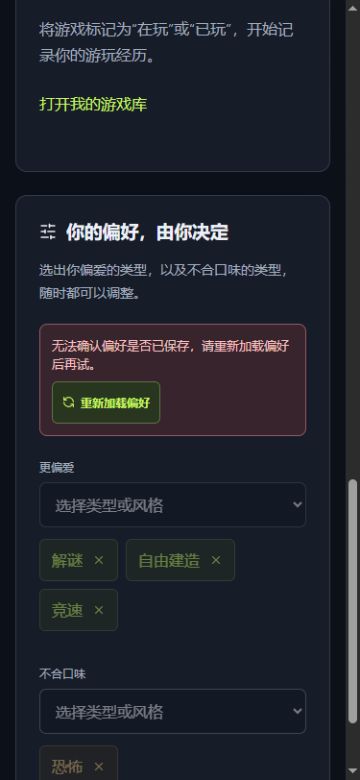 将游戏标记为“在玩”或“已玩”，开始记
录你的游玩经历。
打开我的游戏库
你的偏好，由你决定
选出你偏爱的类型，以及不合口味的类型，
随时都可以调整。
无法确认偏好是否已保存，请重新加载偏好
后再试。
重新加载偏好
更偏爱
选择类型或风格
解谜 ×
自由建造 ×
竞速 ×
不合口味
选择类型或风格
恐怖 ×